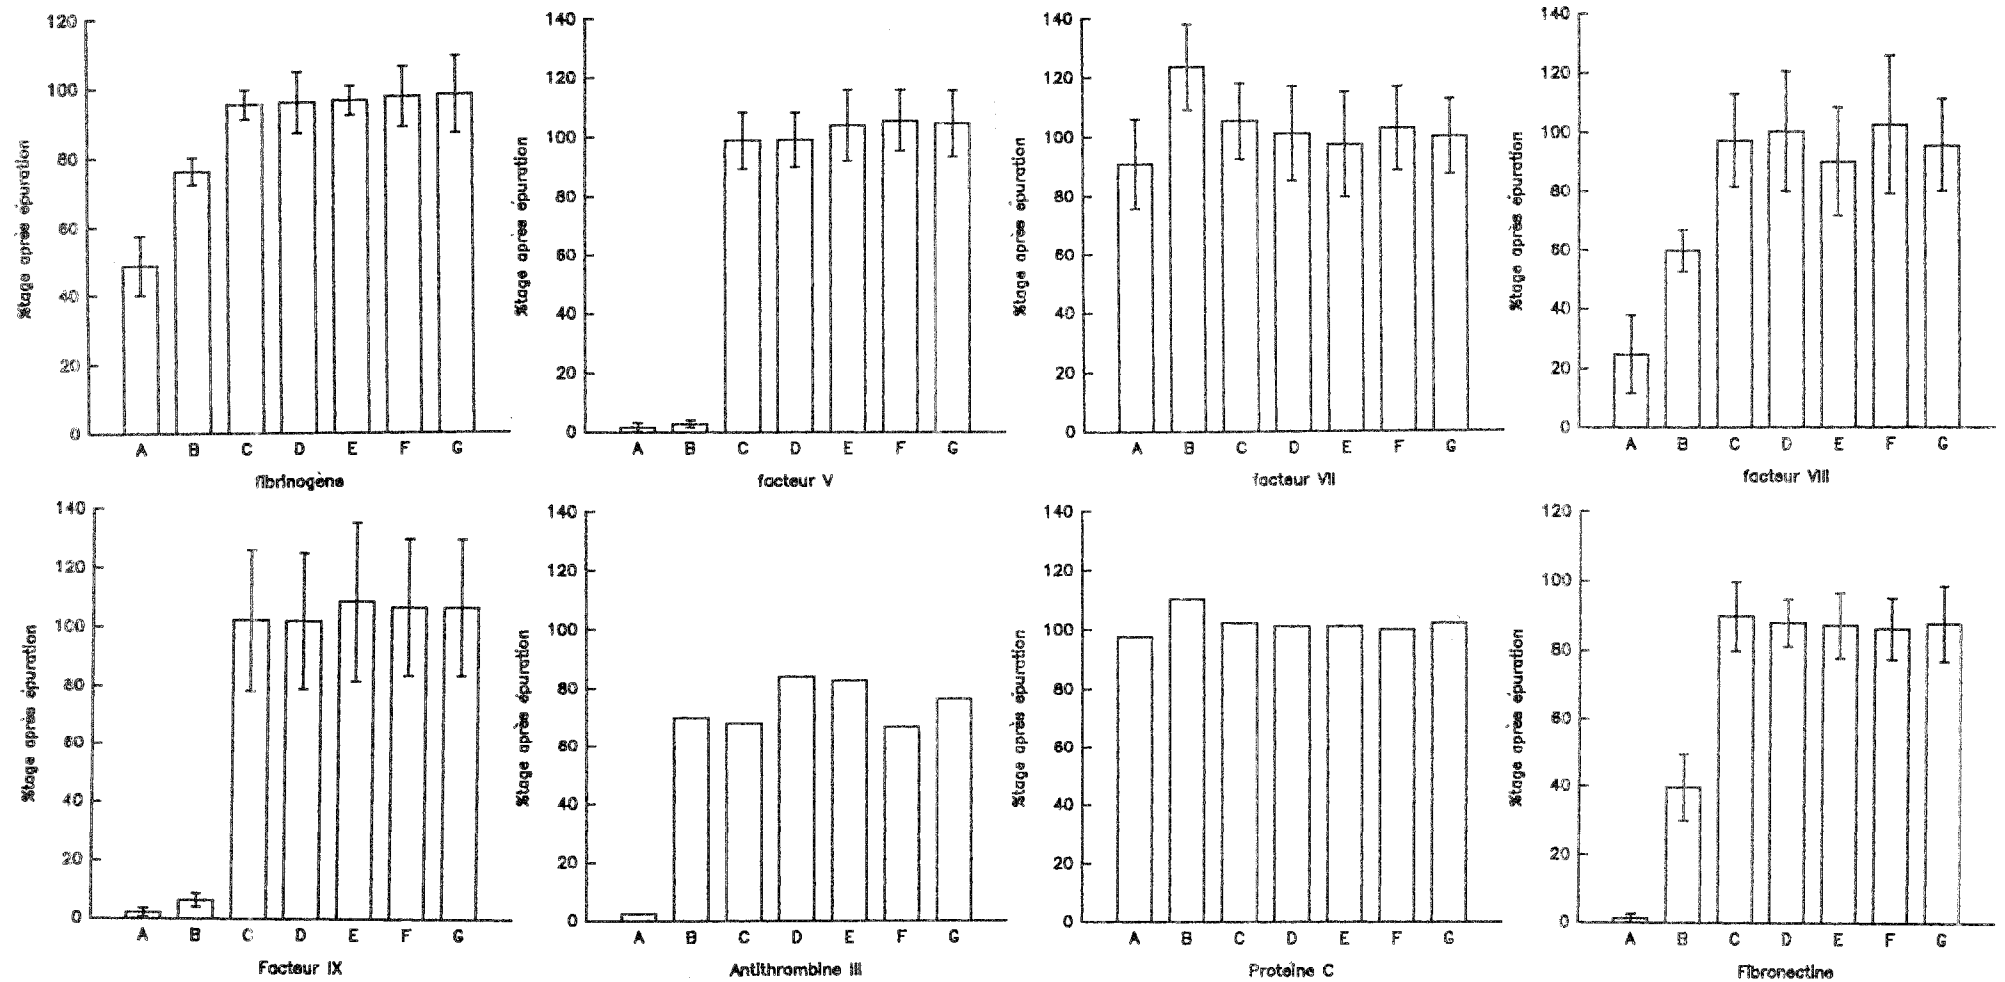 120
100
80
60
40
20
0
%tage après épuration
A B C D E F G
fibrinogène
140
120
100
80
60
40
20
0
%tage après épuration
A B C D E F G
facteur V
140
120
100
80
60
40
20
0
%tage après épuration
A B C D E F G
facteur VII
140
120
100
80
60
40
20
0
%tage après épuration
A B C D E F G
facteur VIII
140
120
100
80
60
40
20
0
%tage après épuration
A B C D E F G
Facteur IX
140
120
100
80
60
40
20
0
%tage après épuration
A B C D E F G
Antithrombine III
140
120
100
80
60
40
20
0
%tage après épuration
A B C D E F G
Protéine C
120
100
80
60
40
20
0
%tage après épuration
A B C D E F G
Fibronectine